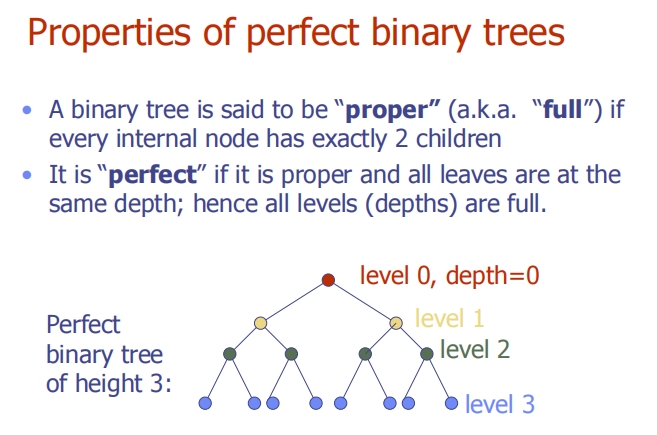 Properties of perfect binary trees
• A binary tree is said to be “proper” (a.k.a. “full”) if
every internal node has exactly 2 children
• It is “perfect” if it is proper and all leaves are at the
same depth; hence all levels (depths) are full.
level 0, depth=0
level 1
level 2
level 3
Perfect
binary tree
of height 3: